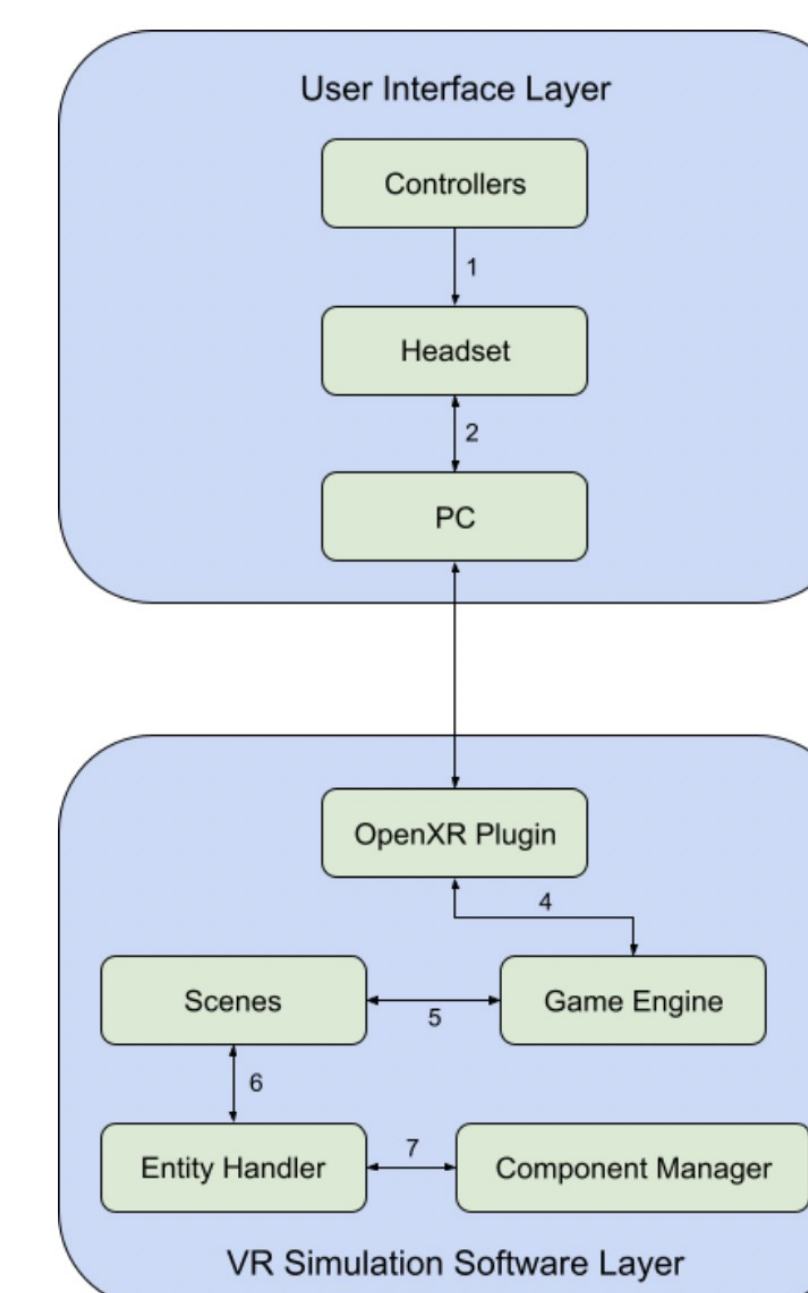 User Interface Layer
Controllers
1
Headset
2
PC
OpenXR Plugin
4
Scenes
Game Engine
5
6
Entity Handler
7
Component Manager
VR Simulation Software Layer